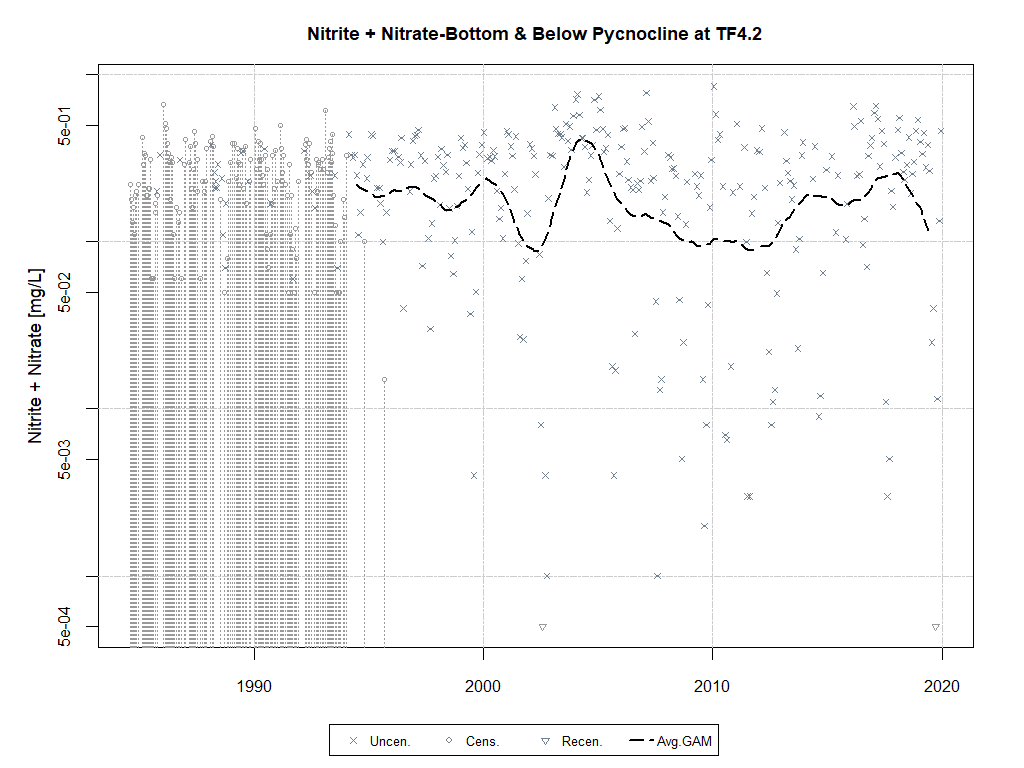 Nitrite + Nitrate-Bottom & Below Pycnocline at TF4.2
Nitrite + Nitrate [mg/L]
5e-01
5e-02
5e-03
5e-04
1990 2000 2010 2020
Uncen. Cens. Recen. Avg.GAM